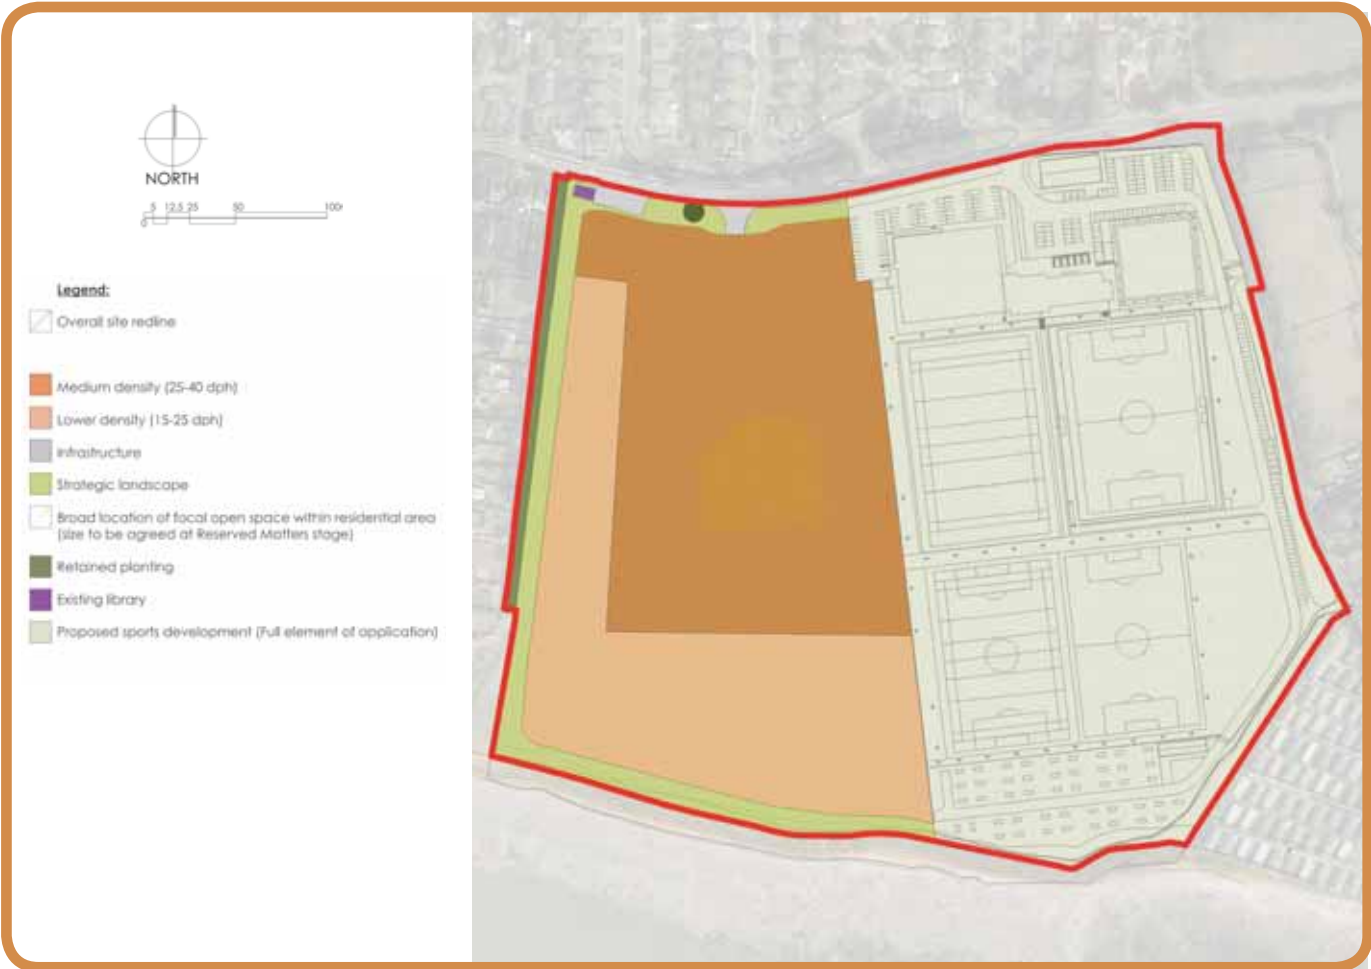 NORTH
5 12.5 25 50 100
0
Legend:
Overall site redline
Medium density (25-40 dph)
Lower density (15-25 dph)
Infrastructure
Strategic landscape
Broad location of focal open space within residential area
(size to be agreed at Reserved Matters stage)
Retained planting
Existing library
Proposed sports development (Full element of application)